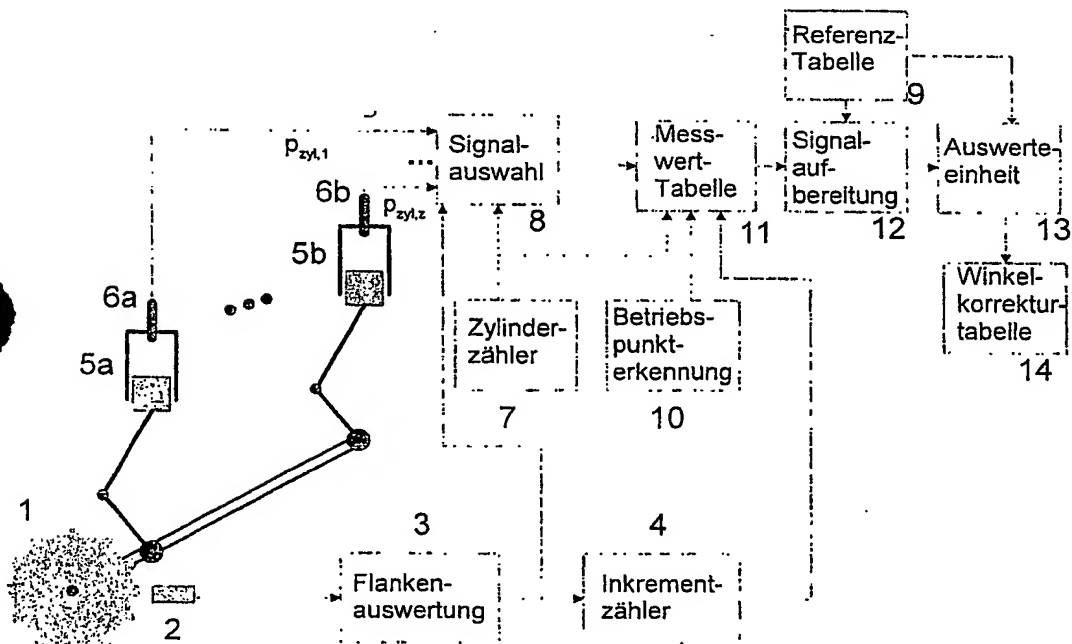 Referenz-
Tabelle
9
p zyl,1
Signal-
auswahl
8
Mess-
wert-
Tabelle
11
Signal-
auf-
bereitung
12
Auswerte-
einheit
13
6b
p zyl,z
5b
6a
5a
Zylinder-
zähler
7
Betriebs-
punkt-
erkennung
10
Winkel-
korrektur-
tabelle
14
1
2
3
Flanken-
auswertung
4
Inkrement-
zähler